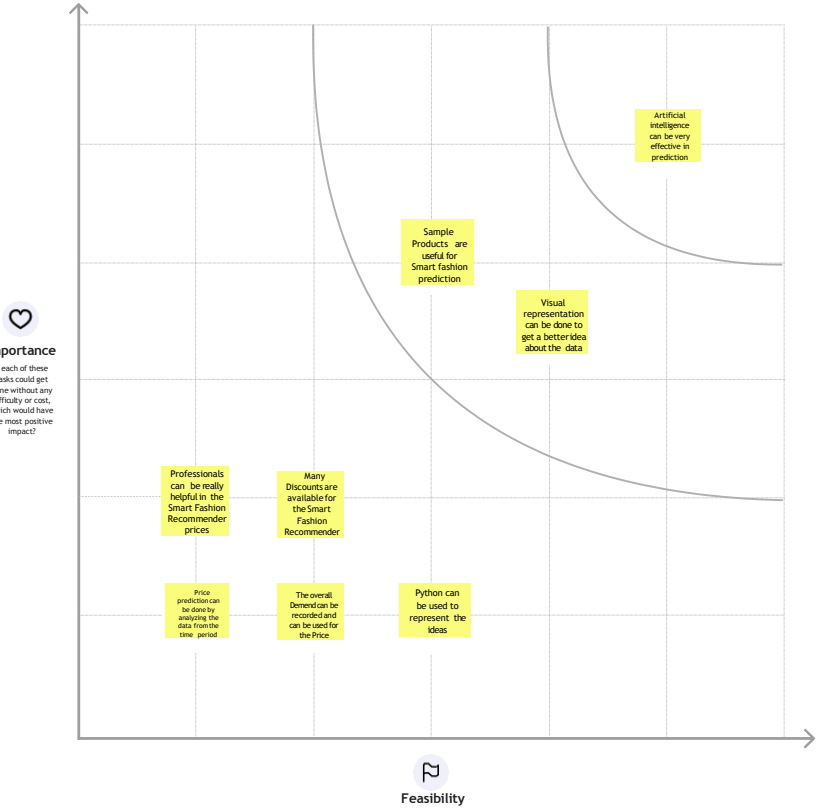 Artificial
intelligence
can be very
effective in
prediction
Sample
Products are
useful for
Smart fashion
prediction
Visual
representation
can be done to
get a better idea
about the data
portance
each of these
asks could get
ne without any
fficulty or cost,
ich would have
e most positive
impact?
Professionals
can be really
helpful in the
Smart Fashion
Recommender
prices
Many
Discounts are
available for
the Smart
Fashion
Recommender
Price
prediction can
be done by
analyzing the
data from the
time period
The overall
Demend can be
recorded and
can be used for
the Price
Python can
be used to
represent the
ideas
Feasibility